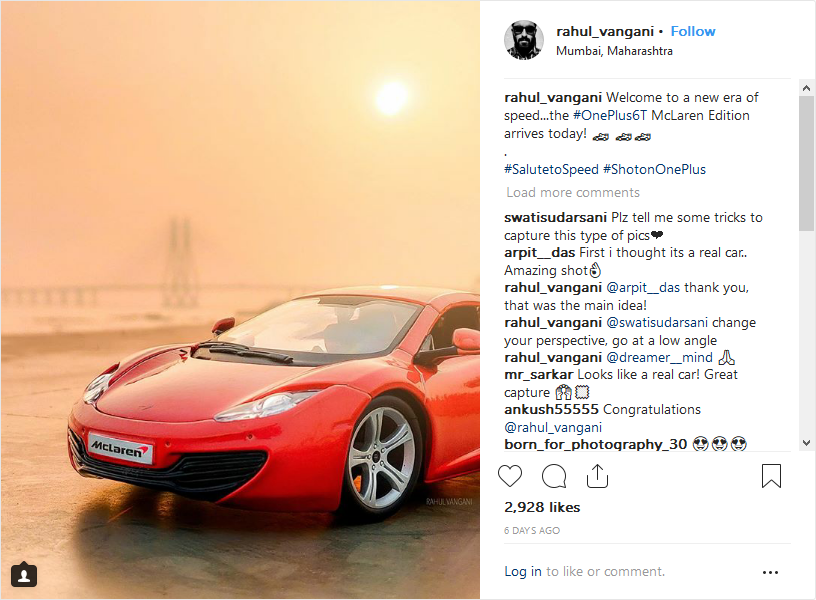 rahul_vangani • Follow
Mumbai, Maharashtra
rahul_vangani Welcome to a new era of
speed...the #OnePlus6T McLaren Edition
arrives today! 🏎 🏎🏎
.
#SalutetoSpeed #ShotonOnePlus
Load more comments
swatisudarsani Plz tell me some tricks to
capture this type of pics❤
arpit__das First i thought its a real car..
Amazing shot👌
rahul_vangani @arpit__das thank you,
that was the main idea!
rahul_vangani @swatisudarsani change
your perspective, go at a low angle
rahul_vangani @dreamer__mind 🙏
mr_sarkar Looks like a real car! Great
capture 🙌
ankush55555 Congratulations
@rahul_vangani
born_for_photography_30 😍😍😍
McLaren
RAHUL VANGANI
2,928 likes
6 DAYS AGO
Log in to like or comment.